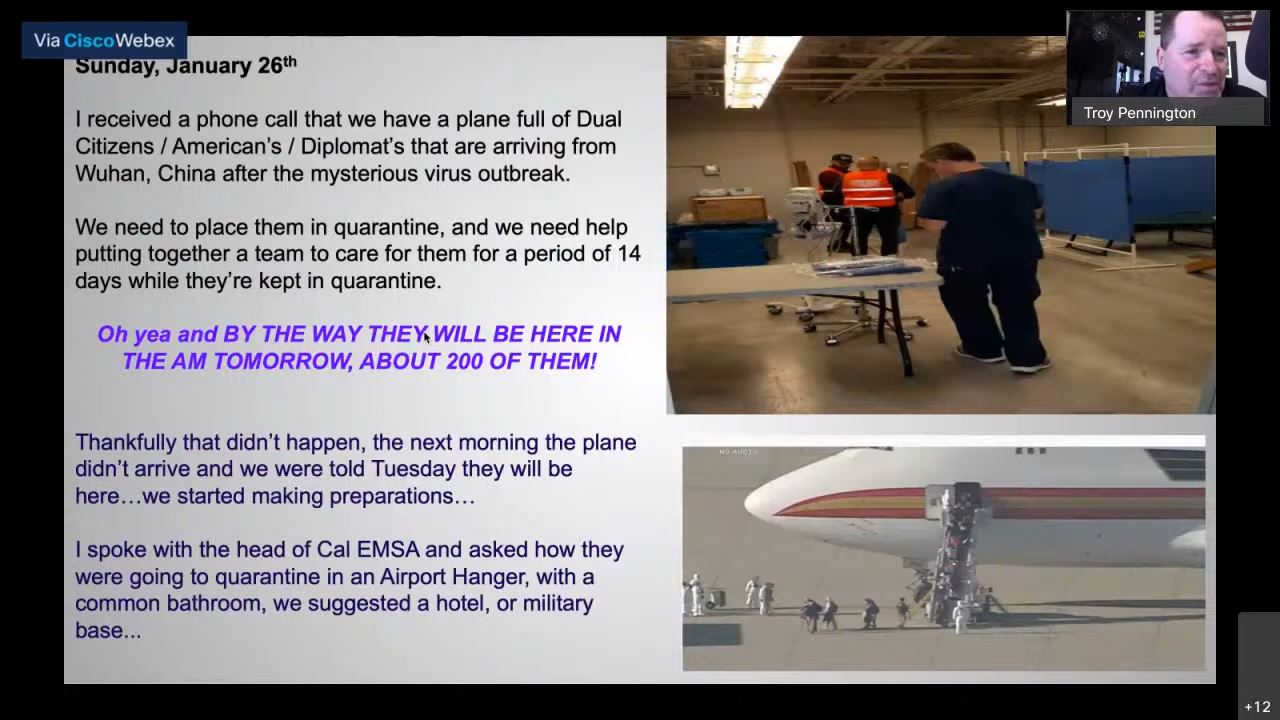 Via CiscoWebex
Sunday, January 26th
I received a phone call that we have a plane full of Dual
Citizens / American's / Diplomat's that are arriving from
Wuhan, China after the mysterious virus outbreak.
We need to place them in quarantine, and we need help
putting together a team to care for them for a period of 14
days while they're kept in quarantine.
Oh yea and BY THE WAY THEY WILL BE HERE IN
THE AM TOMORROW, ABOUT 200 OF THEM!
Thankfully that didn't happen, the next morning the plane
didn't arrive and we were told Tuesday they will be
here…we started making preparations…
I spoke with the head of Cal EMSA and asked how they
were going to quarantine in an Airport Hanger, with a
common bathroom, we suggested a hotel, or military
base...
Troy Pennington
NO AUDIO
+12